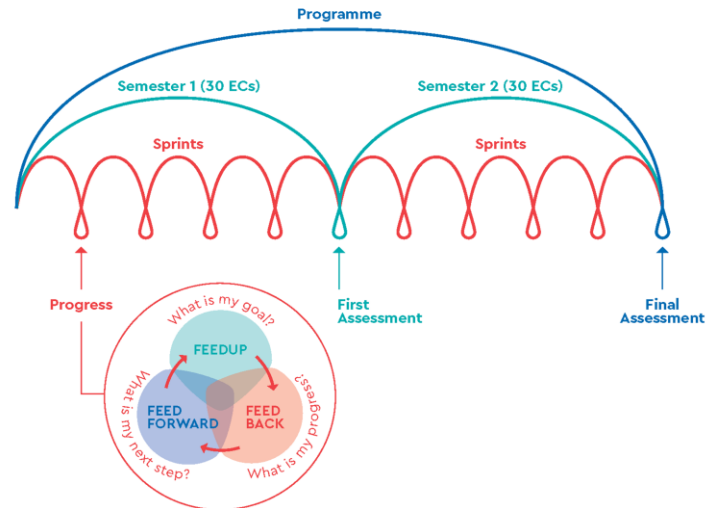 Programme
Semester 1 (30 ECs)
Semester 2 (30 ECs)
Sprints
Sprints
Progress
First
Assessment
Final
Assessment
What is my goal?
FEEDUP
What is my next step?
FEED
FORWARD
FEED
BACK
What is my progress?